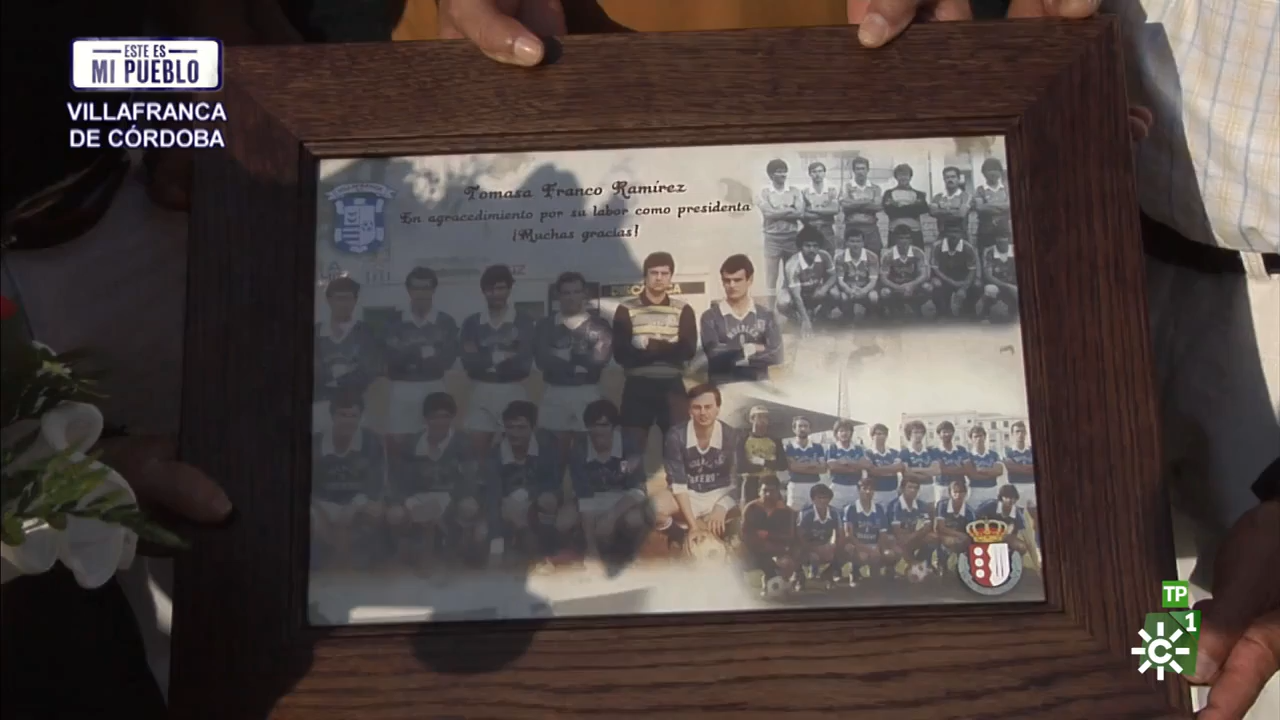 ESTE ES
MI PUEBLO
VILLAFRANCA
DE CÓRDOBA
Tomasa Franco Ramírez
En agradecimiento por su labor como presidenta
¡Muchas gracias!
TP
1